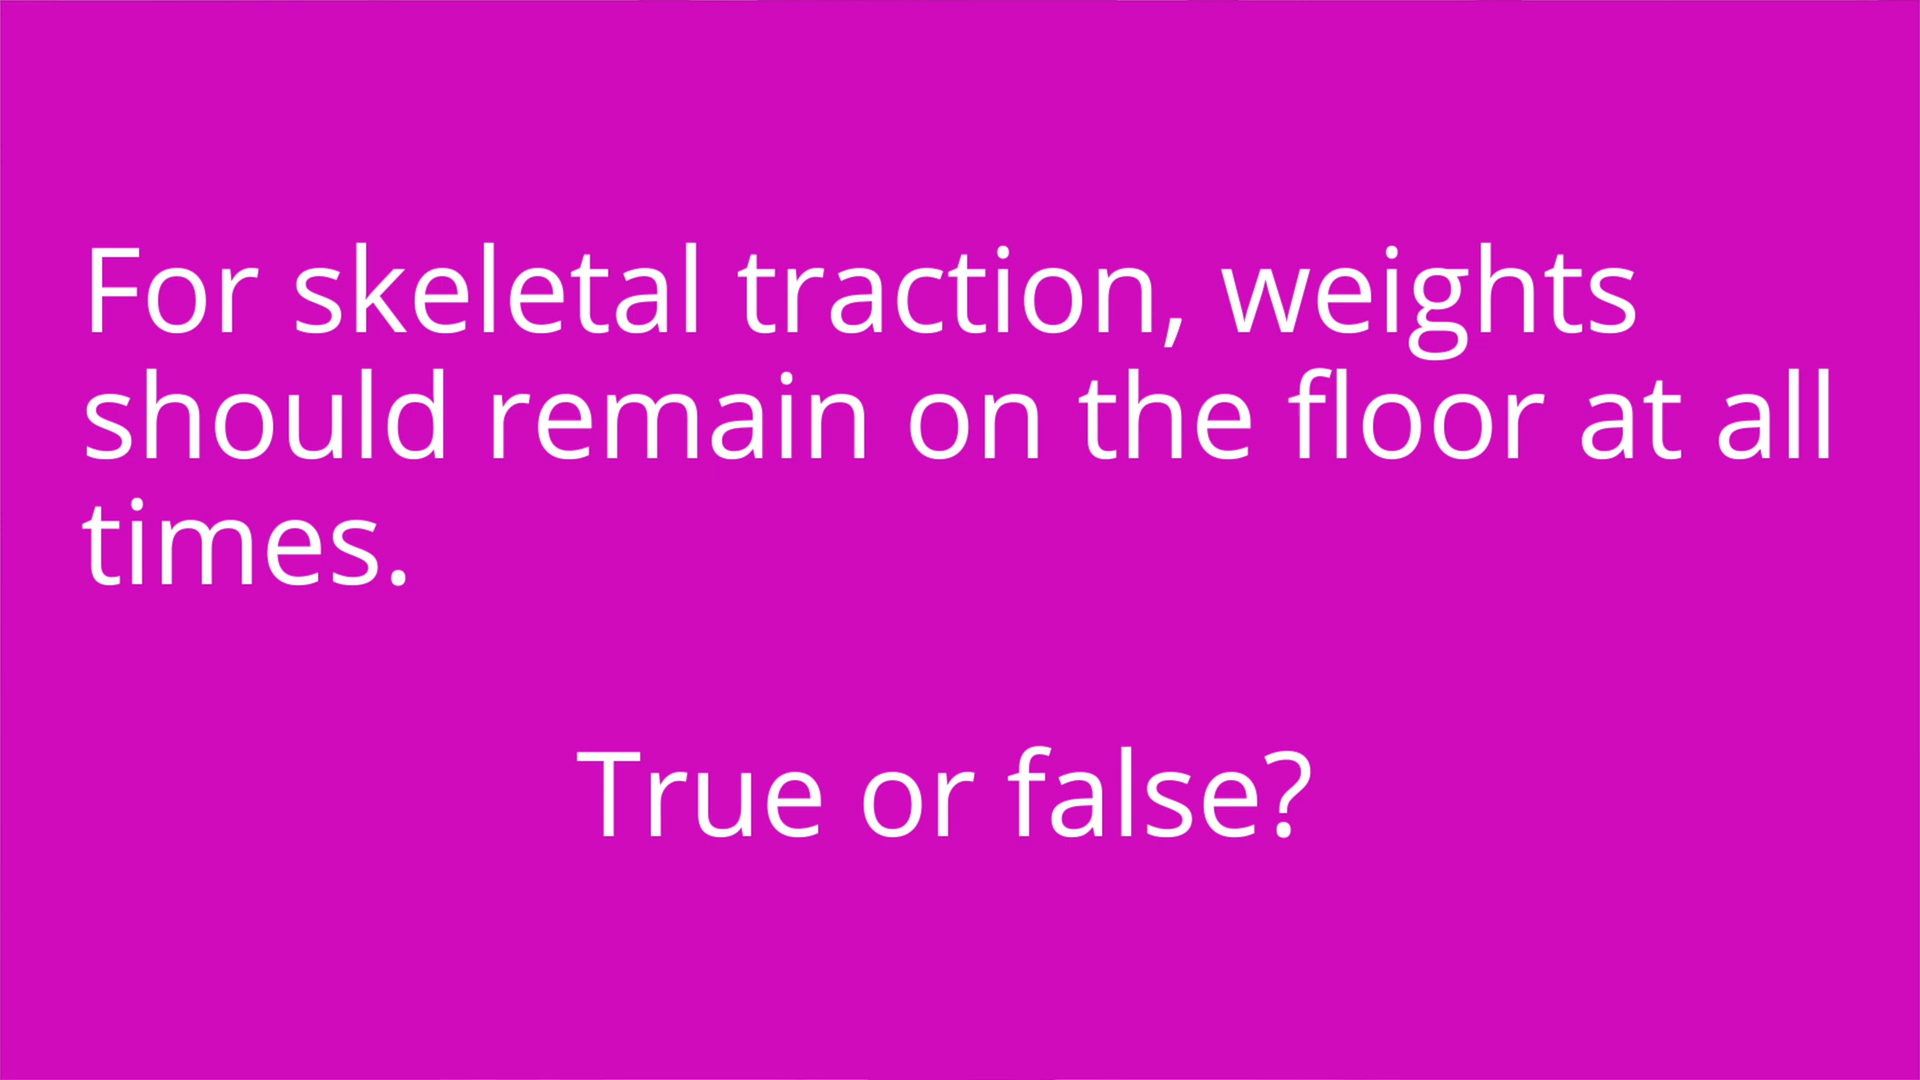 For skeletal traction, weights
should remain on the floor at all
times.
True or false?